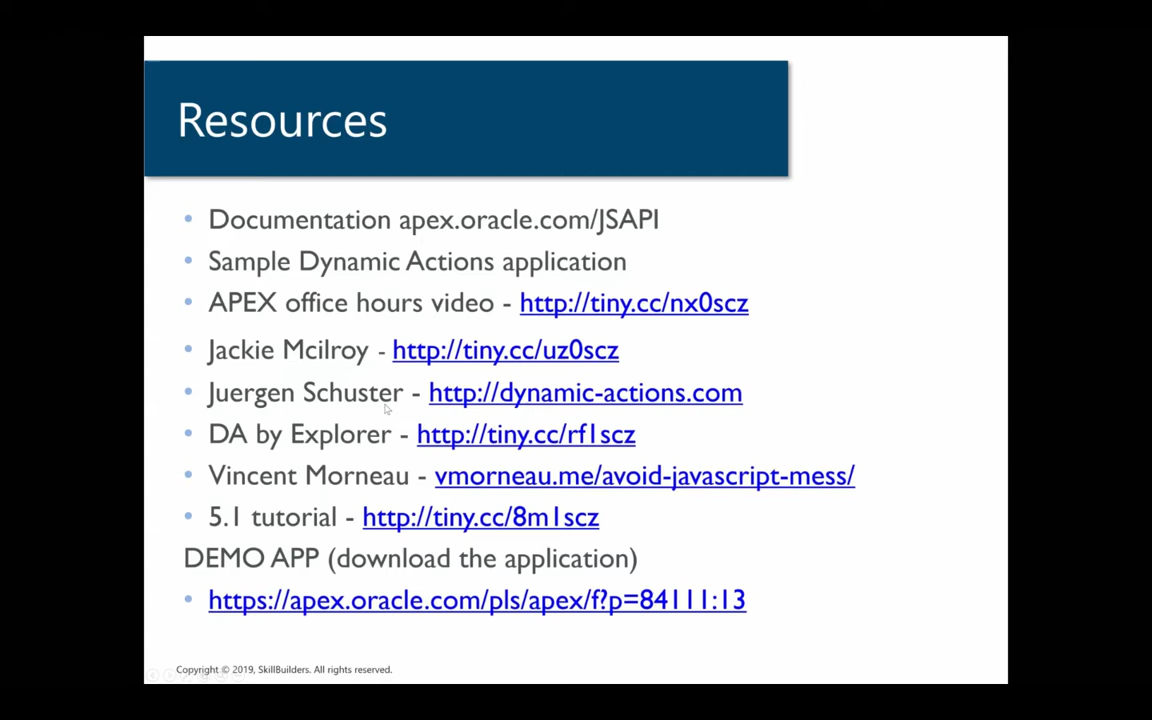 Resources
• Documentation apex.oracle.com/JSAPI
• Sample Dynamic Actions application
• APEX office hours video - http://tiny.cc/nx0scz
• Jackie Mcilroy - http://tiny.cc/uz0scz
• Juergen Schuster - http://dynamic-actions.com
• DA by Explorer - http://tiny.cc/rf1scz
• Vincent Morneau - vmorneau.me/avoid-javascript-mess/
• 5.1 tutorial - http://tiny.cc/8m1scz
DEMO APP (download the application)
• https://apex.oracle.com/pls/apex/f?p=84111:13
Copyright © 2019, SkillBuilders. All rights reserved.